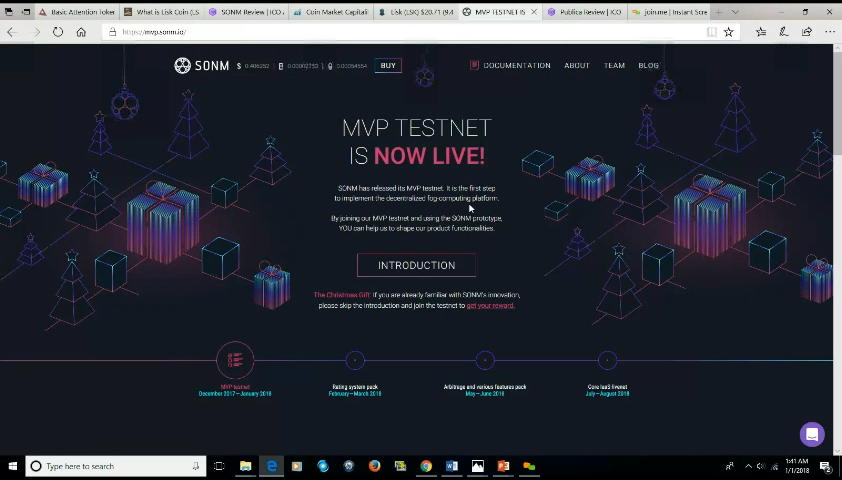 Basic Attention Token
What is Lisk Coin (LS
SONM Review | ICO
Coin Market Capitali
Lisk (LSK) $20.71 (9.4
MVP TESTNET IS
Publica Review | ICO
join.me | Instant Scre
https://mvp.sonm.io/
SONM
$ 0.406252
BUY
DOCUMENTATION
ABOUT
TEAM
BLOG
MVP TESTNET
IS NOW LIVE!
SONM has released its MVP testnet. It is the first step
to implement the decentralized fog-computing platform.
By joining our MVP testnet and using the SONM prototype,
YOU can help us to shape our product functionalities.
INTRODUCTION
The Christmas Gift: If you are already familiar with SONM's innovation,
please skip the introduction and join the testnet to get your reward.
MVP testnet
December 2017—January 2018
Rating system pack
February—March 2018
Arbitrage and various features pack
May—June 2018
Core IaaS livenet
July—August 2018
Type here to search
1:41 AM
1/1/2018